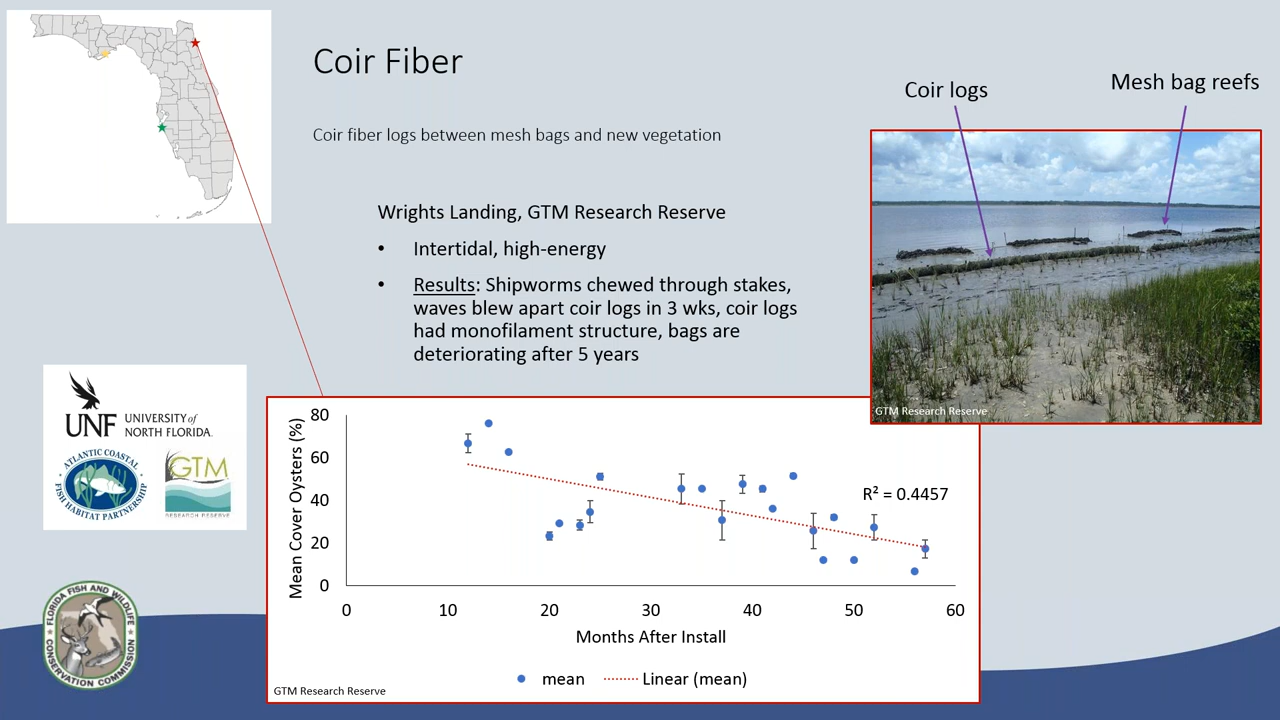 Coir Fiber
Coir fiber logs between mesh bags and new vegetation
Wrights Landing, GTM Research Reserve
• Intertidal, high-energy
• Results: Shipworms chewed through stakes,
waves blew apart coir logs in 3 wks, coir logs
had monofilament structure, bags are
deteriorating after 5 years
Coir logs
Mesh bag reefs
GTM Research Reserve
UNF UNIVERSITY of
NORTH FLORIDA.
ATLANTIC COASTAL
FISH HABITAT PARTNERSHIP
GTM
RESEARCH RESERVE
FLORIDA FISH AND WILDLIFE
CONSERVATION COMMISSION
Mean Cover Oysters (%)
80
60
40
20
0
R² = 0.4457
0 10 20 30 40 50 60
Months After Install
mean Linear (mean)
GTM Research Reserve